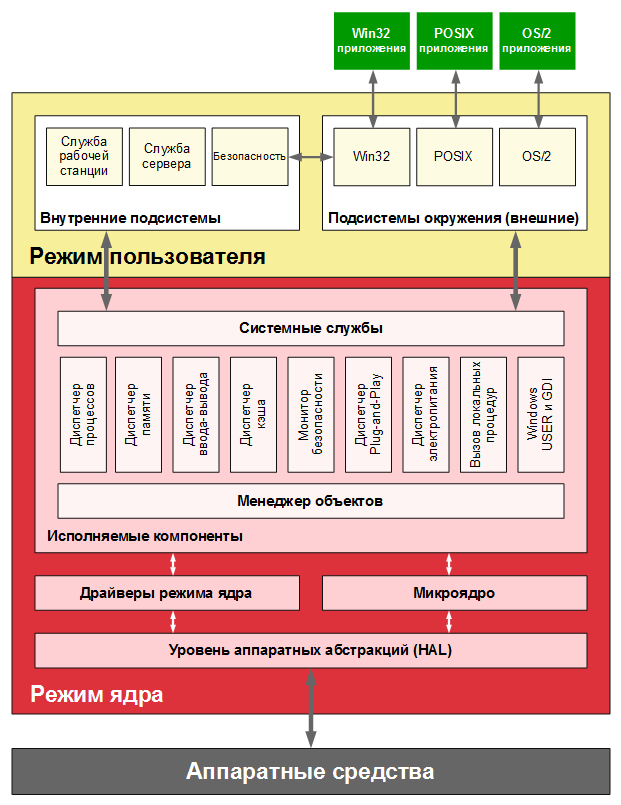 Win32
приложения
POSIX
приложения
OS/2
приложения
Служба
рабочей
станции
Служба
сервера
Безопасность
Win32
POSIX
OS/2
Внутренние подсистемы
Подсистемы окружения (внешние)
Режим пользователя
Системные службы
Диспетчер
процессов
Диспетчер
памяти
Диспетчер
ввода-вывода
Диспетчер
кэша
Монитор
безопасности
Диспетчер
Plug-and-Play
Диспетчер
электропитания
Вызов локальных
процедур
Windows
USER и GDI
Менеджер объектов
Исполняемые компоненты
Драйверы режима ядра
Микроядро
Уровень аппаратных абстракций (HAL)
Режим ядра
Аппаратные средства